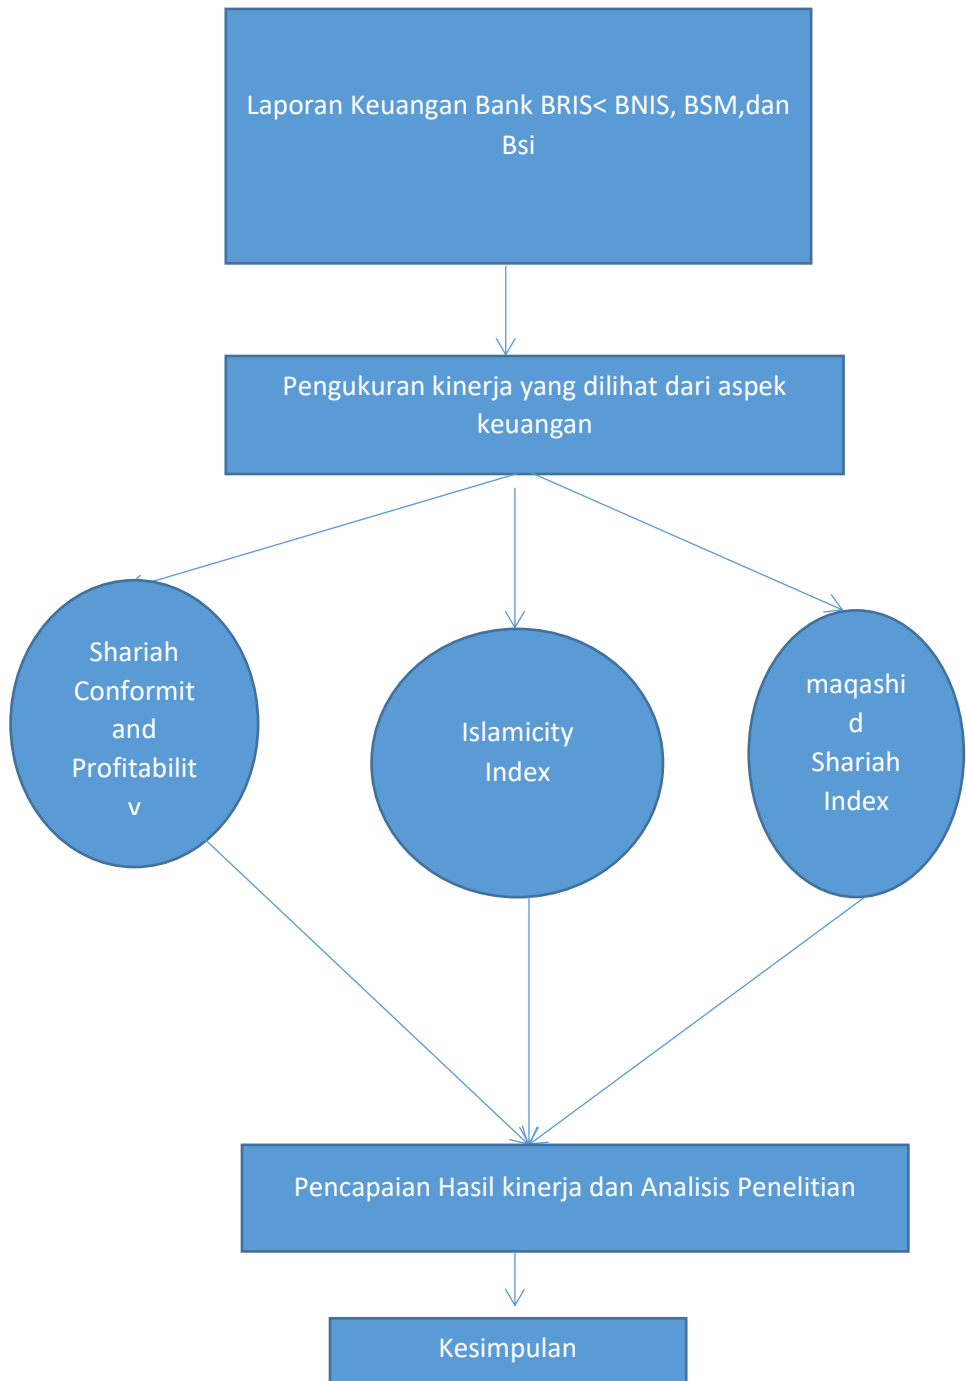 Laporan Keuangan Bank BRIS< BNIS, BSM,dan
Bsi
Pengukuran kinerja yang dilihat dari aspek
keuangan
Shariah
Conformit
and
Profitabilit
y
Islamicity
Index
maqashi
d
Shariah
Index
Pencapaian Hasil kinerja dan Analisis Penelitian
Kesimpulan